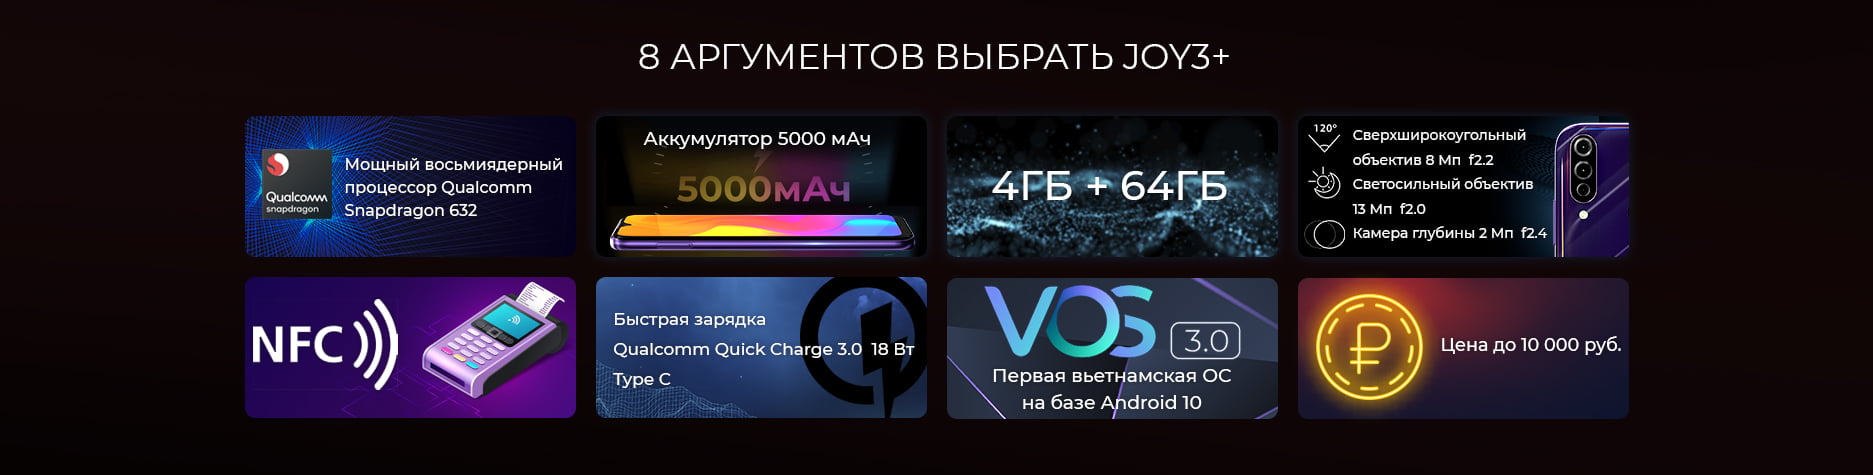 8 АРГУМЕНТОВ ВЫБРАТЬ JOY3+
Qualcomm
snapdragon
Мощный восьмиядерный
процессор Qualcomm
Snapdragon 632
Аккумулятор 5000 мАч
5000мАч
4ГБ + 64ГБ
120°
Сверхширокоугольный
объектив 8 Мп f2.2
Светосильный объектив
13 Мп f2.0
Камера глубины 2 Мп f2.4
NFC
Быстрая зарядка
Qualcomm Quick Charge 3.0 18 Вт
Type C
VOS 3.0
Первая вьетнамская ОС
на базе Android 10
₽
Цена до 10 000 руб.